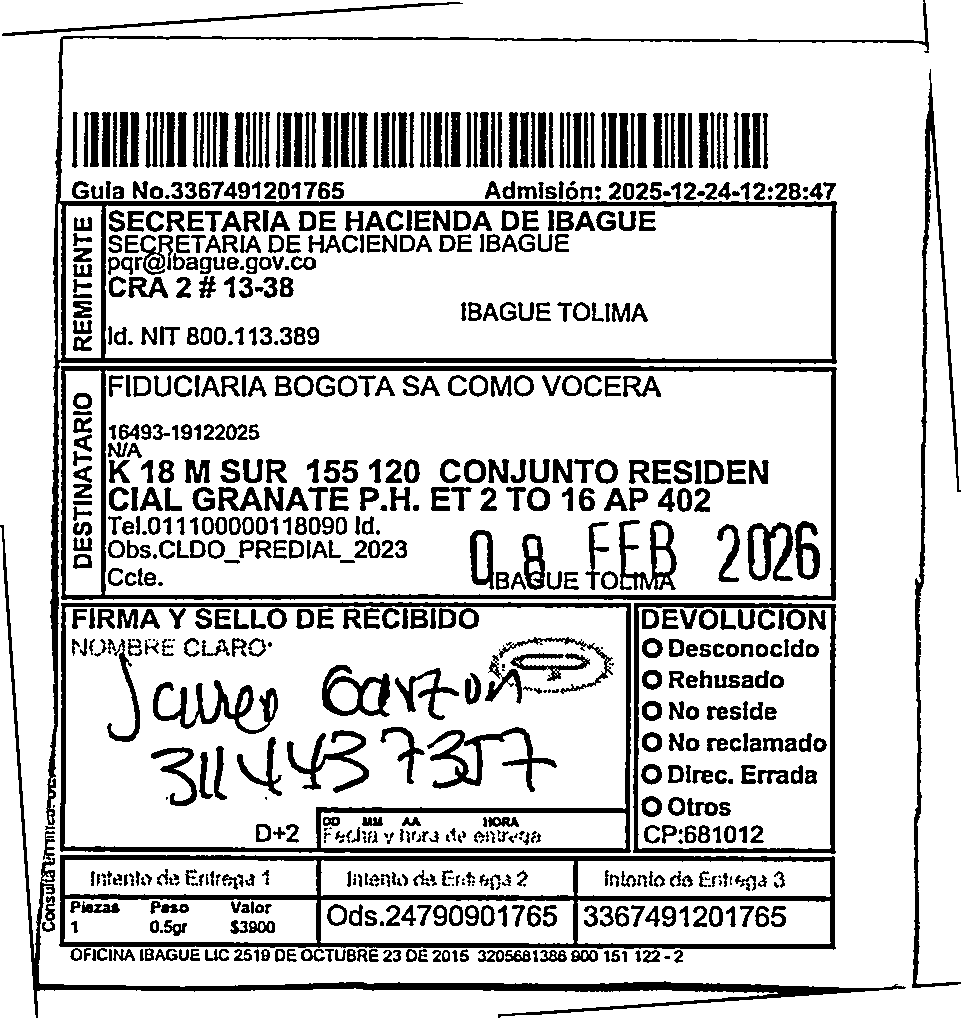 Guia No.3367491201765 Admisión: 2025-12-24-12:28:47
REMITENTE
SECRETARIA DE HACIENDA DE IBAGUE
SECRETARIA DE HACIENDA DE IBAGUE
pqr@ibague.gov.co
CRA 2 # 13-38
IBAGUE TOLIMA
Id. NIT 800.113.389
DESTINATARIO
FIDUCIARIA BOGOTA SA COMO VOCERA
16493-19122025
N/A
K 18 M SUR 155 120 CONJUNTO RESIDEN
CIAL GRANATE P.H. ET 2 TO 16 AP 402
Tel.011100000118090 Id.
Obs.CLDO_PREDIAL_2023
08 FEB 2026
Ccte. IBAGUE TOLIMA
FIRMA Y SELLO DE RECIBIDO
NOMBRE CLARO:
Garzon
3114437357
D+2
DD MM AA HORA
Fecha y hora de entrega
DEVOLUCION
Desconocido
Rehusado
No reside
No reclamado
Direc. Errada
Otros
CP:681012
Intento de Entrega 1 Intento de Entrega 2 Intento de Entrega 3
Piezas Peso Valor
1 0.5gr $3900
Ods.24790901765 3367491201765
OFICINA IBAGUE LIC 2519 DE OCTUBRE 23 DE 2015 3205681388 900 151 122 - 2